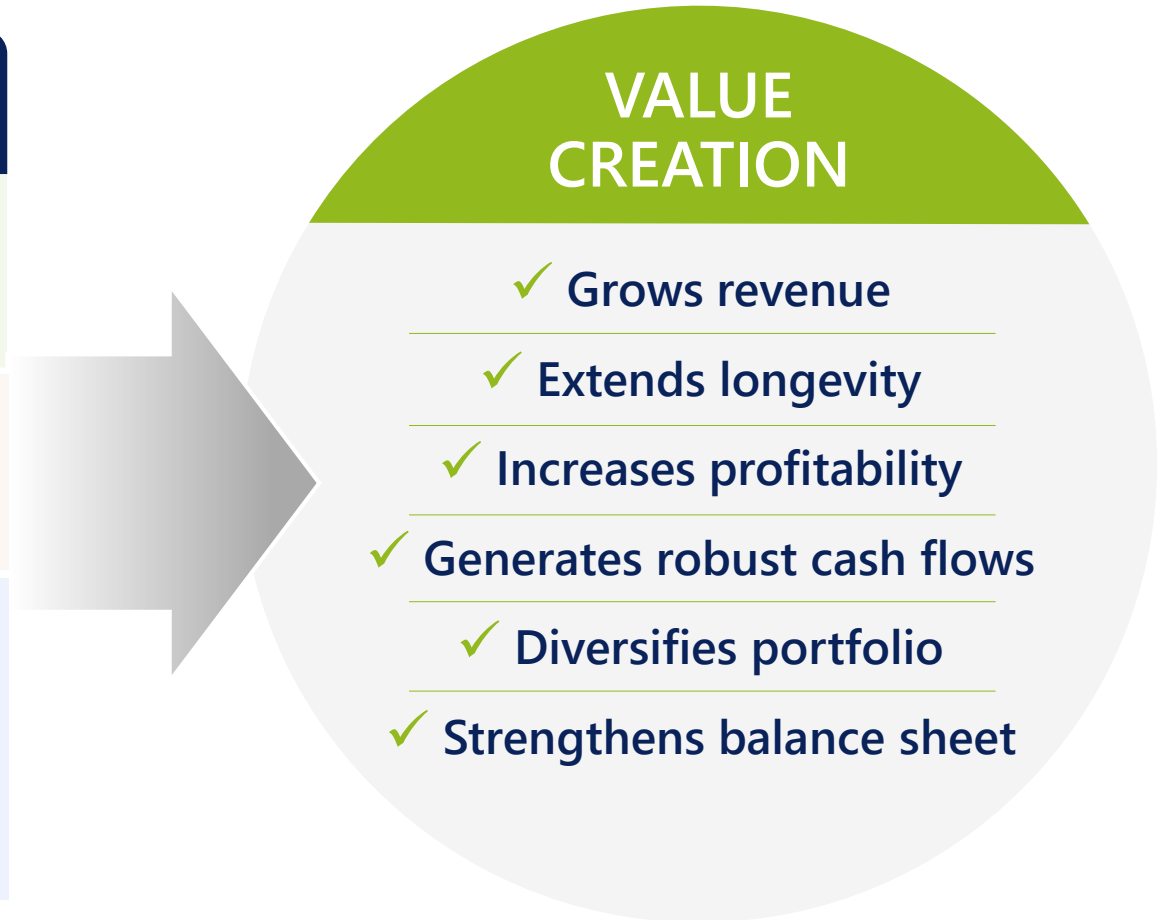 VALUE
CREATION
✓ Grows revenue
✓ Extends longevity
✓ Increases profitability
✓ Generates robust cash flows
✓ Diversifies portfolio
✓ Strengthens balance sheet